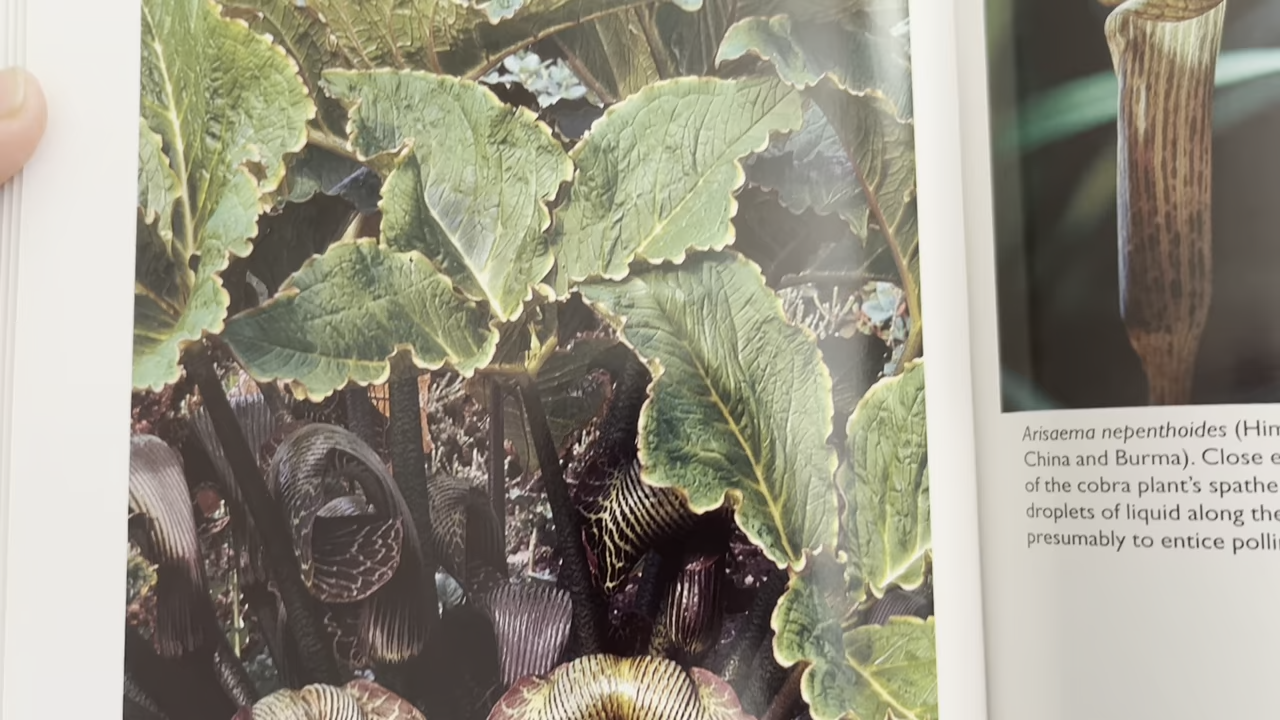 Arisaema nepenthoides (Him
China and Burma). Close
of the cobra plant's spathe
droplets of liquid along the
presumably to entice polli